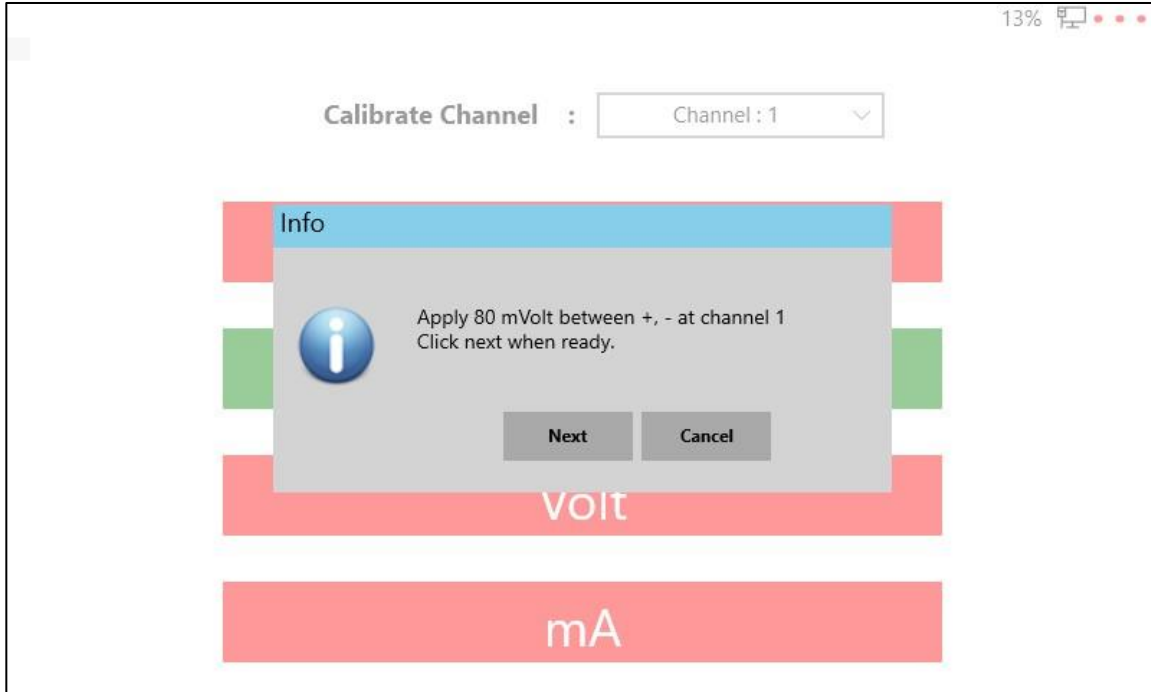 13%
Calibrate Channel : Channel : 1
Info
Apply 80 mVolt between +, - at channel 1
Click next when ready.
Next Cancel
Volt
mA